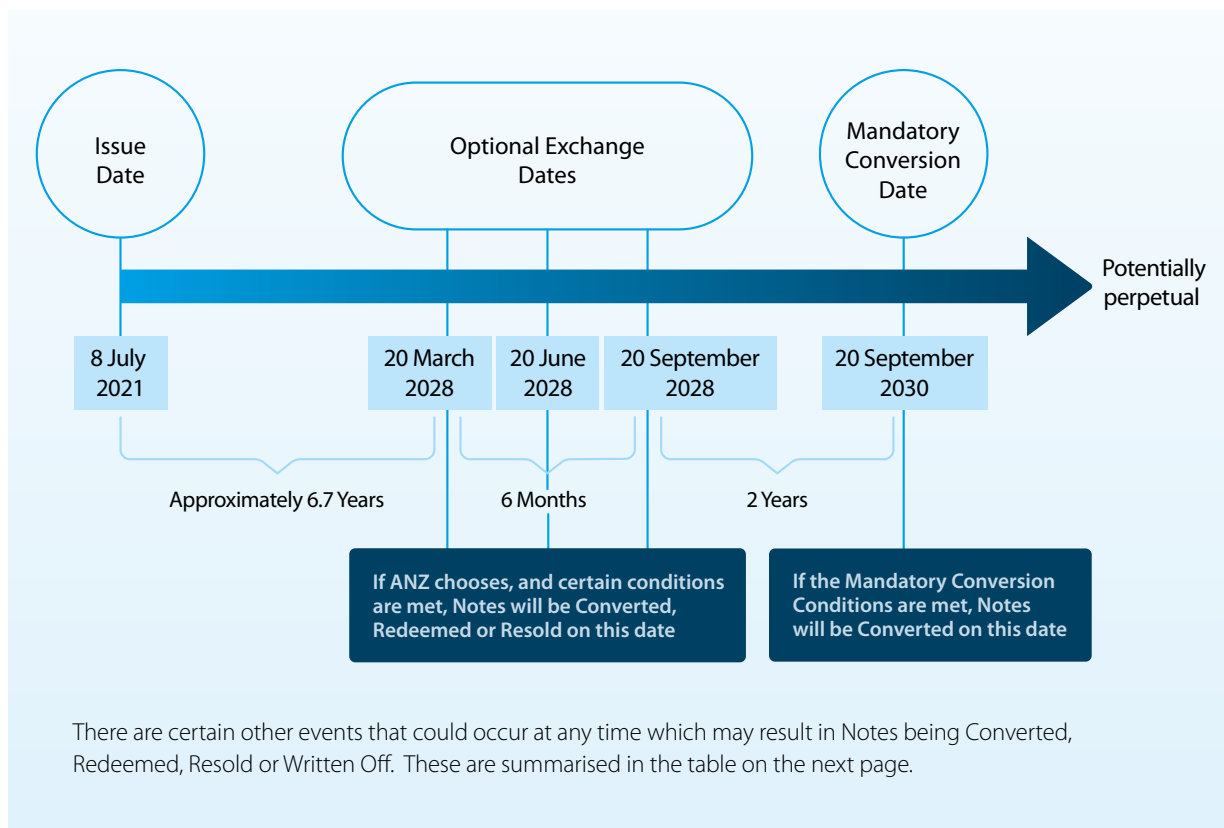 Issue
Date
Optional Exchange
Dates
Mandatory
Conversion
Date
Potentially
perpetual
8 July
2021
20 March
2028
20 June
2028
20 September
2028
20 September
2030
Approximately 6.7 Years
6 Months
2 Years
If ANZ chooses, and certain conditions
are met, Notes will be Converted,
Redeemed or Resold on this date
If the Mandatory Conversion
Conditions are met, Notes
will be Converted on this date
There are certain other events that could occur at any time which may result in Notes being Converted,
Redeemed, Resold or Written Off. These are summarised in the table on the next page.